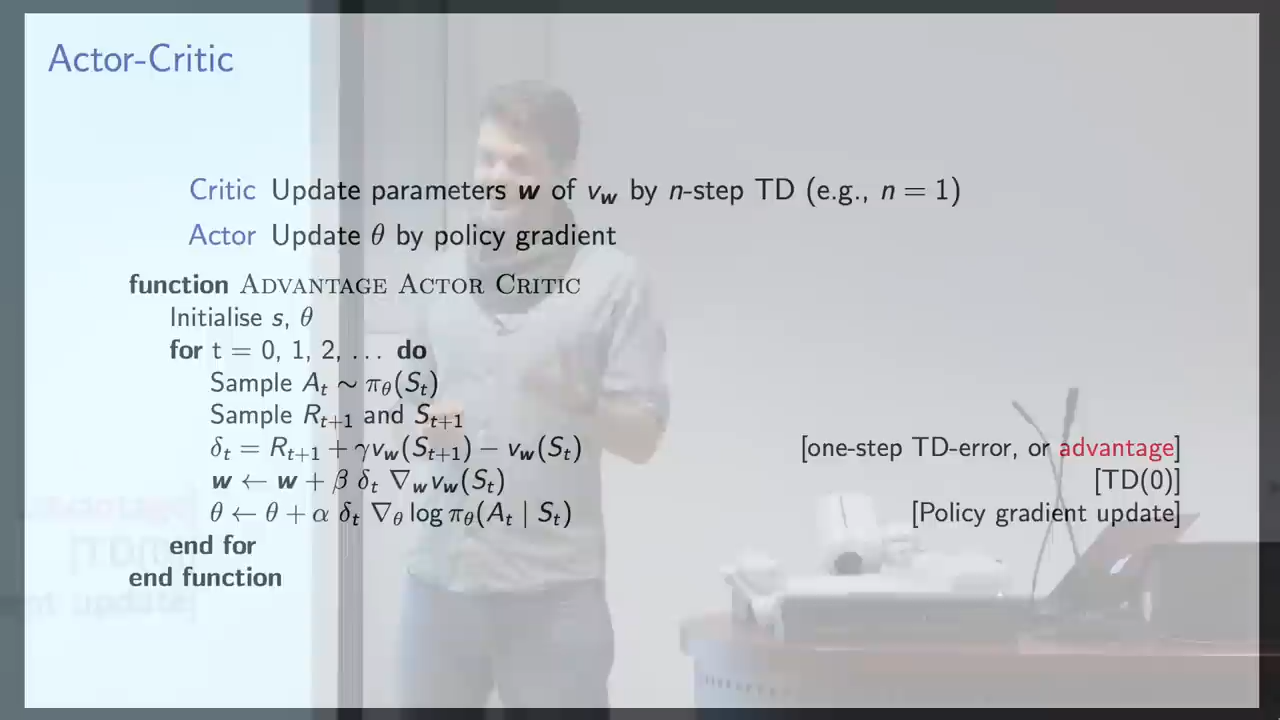 Actor-Critic
Critic Update parameters w of v_w by n-step TD (e.g., n = 1)
Actor Update θ by policy gradient
function ADVANTAGE ACTOR CRITIC
Initialise s, θ
for t = 0, 1, 2, ... do
Sample A_t ∼ π_θ(S_t)
Sample R_{t+1} and S_{t+1}
δ_t = R_{t+1} + γv_w(S_{t+1}) − v_w(S_t) [one-step TD-error, or advantage]
w ← w + β δ_t ∇_w v_w(S_t) [TD(0)]
θ ← θ + α δ_t ∇_θ log π_θ(A_t | S_t) [Policy gradient update]
end for
end function